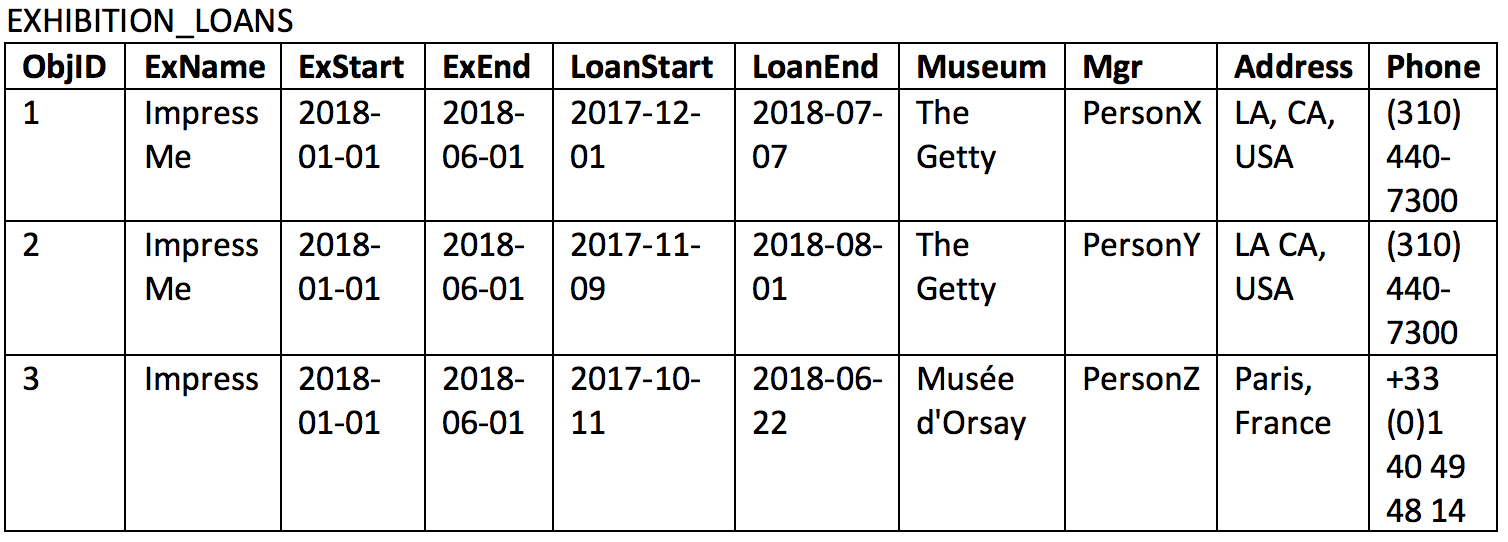 EXHIBITION_LOANS
ObjID ExName ExStart ExEnd LoanStart LoanEnd Museum Mgr Address Phone
1 Impress 2018- 2018- 2017-12- 2018-07- The PersonX LA, CA, (310)
Me 01-01 06-01 01 07 Getty USA 440-
7300
2 Impress 2018- 2018- 2017-11- 2018-08- The PersonY LA CA, (310)
Me 01-01 06-01 09 01 Getty USA 440-
7300
3 Impress 2018- 2018- 2017-10- 2018-06- Musée PersonZ Paris, +33
01-01 06-01 11 22 d'Orsay France (0)1
40 49
48 14